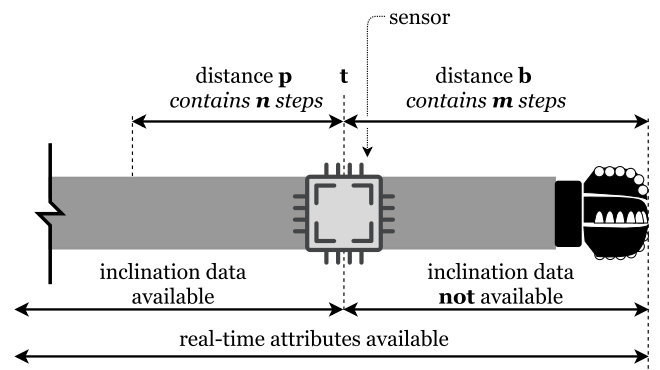 sensor
distance p
contains n steps
t
distance b
contains m steps
inclination data
available
inclination data
not available
real-time attributes available